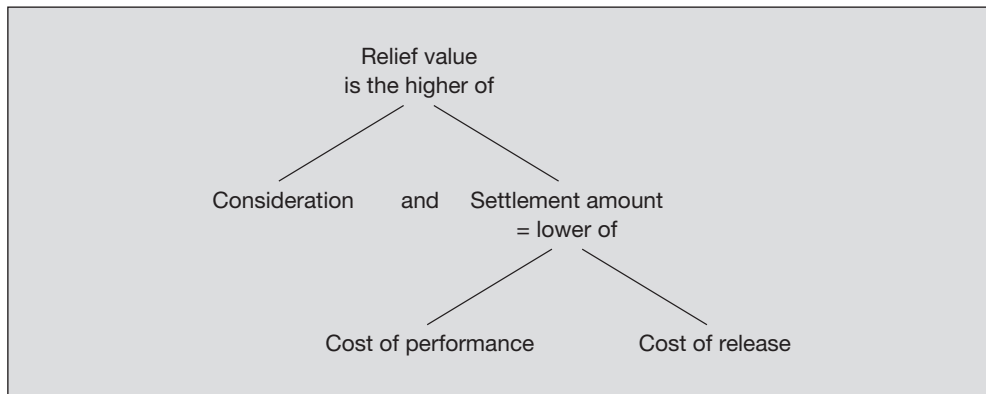 Relief value
is the higher of
Consideration and Settlement amount
= lower of
Cost of performance Cost of release